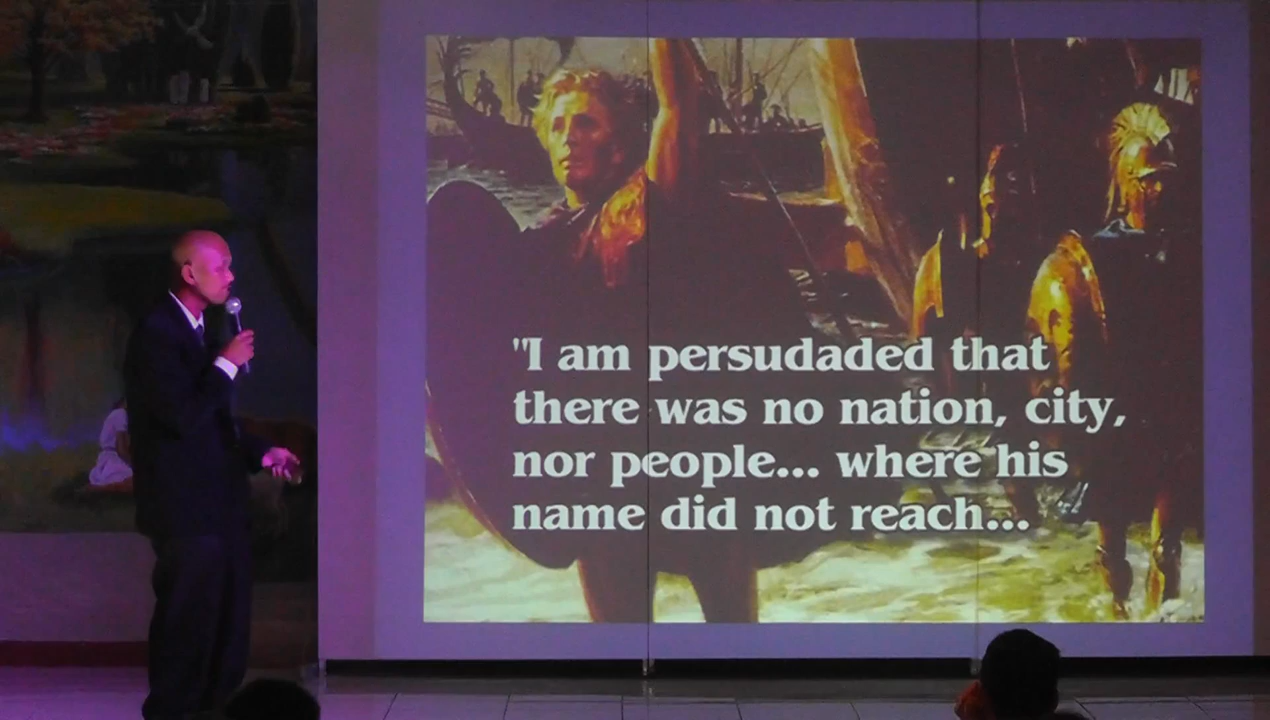 "I am persudaded that
there was no nation, city,
nor people... where his
name did not reach...